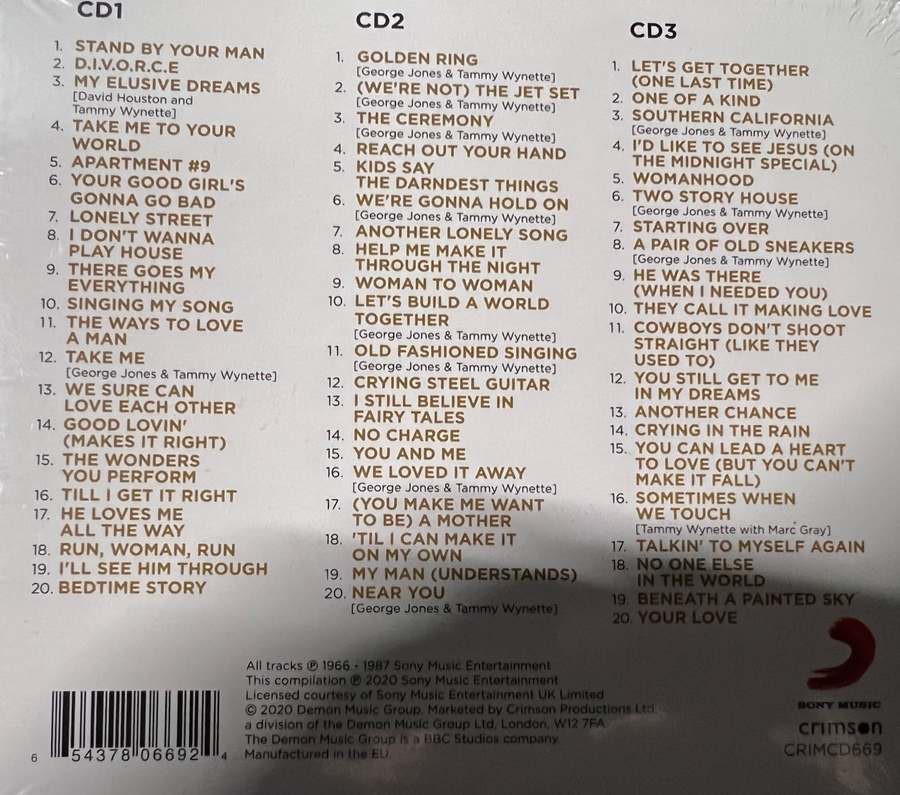 CD1
1. STAND BY YOUR MAN
2. D.I.V.O.R.C.E
3. MY ELUSIVE DREAMS
[David Houston and
Tammy Wynette]
4. TAKE ME TO YOUR
WORLD
5. APARTMENT #9
6. YOUR GOOD GIRL'S
GONNA GO BAD
7. LONELY STREET
8. I DON'T WANNA
PLAY HOUSE
9. THERE GOES MY
EVERYTHING
10. SINGING MY SONG
11. THE WAYS TO LOVE
A MAN
12. TAKE ME
[George Jones & Tammy Wynette]
13. WE SURE CAN
LOVE EACH OTHER
14. GOOD LOVIN'
(MAKES IT RIGHT)
15. THE WONDERS
YOU PERFORM
16. TILL I GET IT RIGHT
17. HE LOVES ME
ALL THE WAY
18. RUN, WOMAN, RUN
19. I'LL SEE HIM THROUGH
20. BEDTIME STORY
CD2
1. GOLDEN RING
[George Jones & Tammy Wynette]
2. (WE'RE NOT) THE JET SET
[George Jones & Tammy Wynette]
3. THE CEREMONY
[George Jones & Tammy Wynette]
4. REACH OUT YOUR HAND
5. KIDS SAY
THE DARNDEST THINGS
6. WE'RE GONNA HOLD ON
[George Jones & Tammy Wynette]
7. ANOTHER LONELY SONG
8. HELP ME MAKE IT
THROUGH THE NIGHT
9. WOMAN TO WOMAN
10. LET'S BUILD A WORLD
TOGETHER
[George Jones & Tammy Wynette]
11. OLD FASHIONED SINGING
[George Jones & Tammy Wynette]
12. CRYING STEEL GUITAR
13. I STILL BELIEVE IN
FAIRY TALES
14. NO CHARGE
15. YOU AND ME
16. WE LOVED IT AWAY
[George Jones & Tammy Wynette]
17. (YOU MAKE ME WANT
TO BE) A MOTHER
18. 'TIL I CAN MAKE IT
ON MY OWN
19. MY MAN (UNDERSTANDS)
20. NEAR YOU
[George Jones & Tammy Wynette]
CD3
1. LET'S GET TOGETHER
(ONE LAST TIME)
2. ONE OF A KIND
3. SOUTHERN CALIFORNIA
[George Jones & Tammy Wynette]
4. I'D LIKE TO SEE JESUS (ON
THE MIDNIGHT SPECIAL)
5. WOMANHOOD
6. TWO STORY HOUSE
[George Jones & Tammy Wynette]
7. STARTING OVER
8. A PAIR OF OLD SNEAKERS
[George Jones & Tammy Wynette]
9. HE WAS THERE
(WHEN I NEEDED YOU)
10. THEY CALL IT MAKING LOVE
11. COWBOYS DON'T SHOOT
STRAIGHT (LIKE THEY
USED TO)
12. YOU STILL GET TO ME
IN MY DREAMS
13. ANOTHER CHANCE
14. CRYING IN THE RAIN
15. YOU CAN LEAD A HEART
TO LOVE (BUT YOU CAN'T
MAKE IT FALL)
16. SOMETIMES WHEN
WE TOUCH
[Tammy Wynette with Marc Gray]
17. TALKIN' TO MYSELF AGAIN
18. NO ONE ELSE
IN THE WORLD
19. BENEATH A PAINTED SKY
20. YOUR LOVE
All tracks ℗ 1966 - 1987 Sony Music Entertainment
This compilation ℗ 2020 Sony Music Entertainment
Licensed courtesy of Sony Music Entertainment UK Limited
© 2020 Demon Music Group, Marketed by Crimson Productions Ltd,
a division of the Demon Music Group Ltd, London, W12 7FA
The Demon Music Group is a BBC Studios company
Manufactured in the EU.
6 54378 06692 4
SONY MUSIC
crimson
CRIMCD669